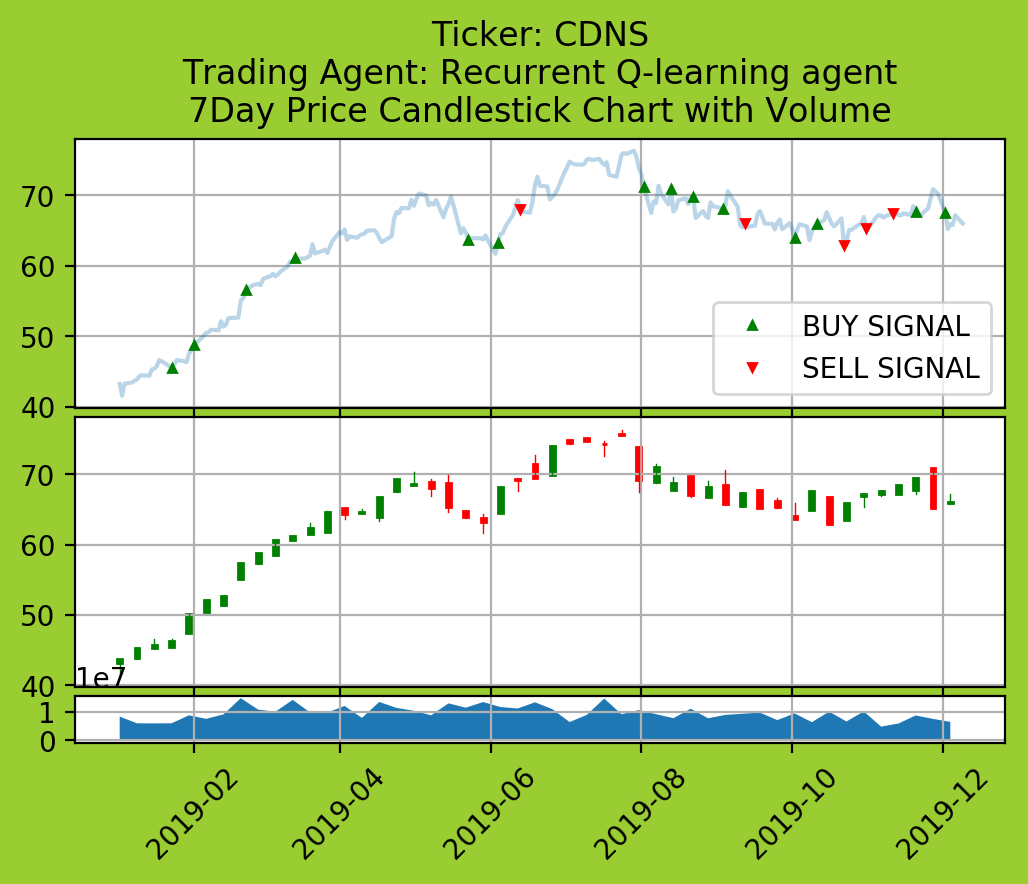 Ticker: CDNS
Trading Agent: Recurrent Q-learning agent
7Day Price Candlestick Chart with Volume
70
60
50
40
BUY SIGNAL
SELL SIGNAL
70
60
50
40
1e7
1
0
2019-02
2019-04
2019-06
2019-08
2019-10
2019-12